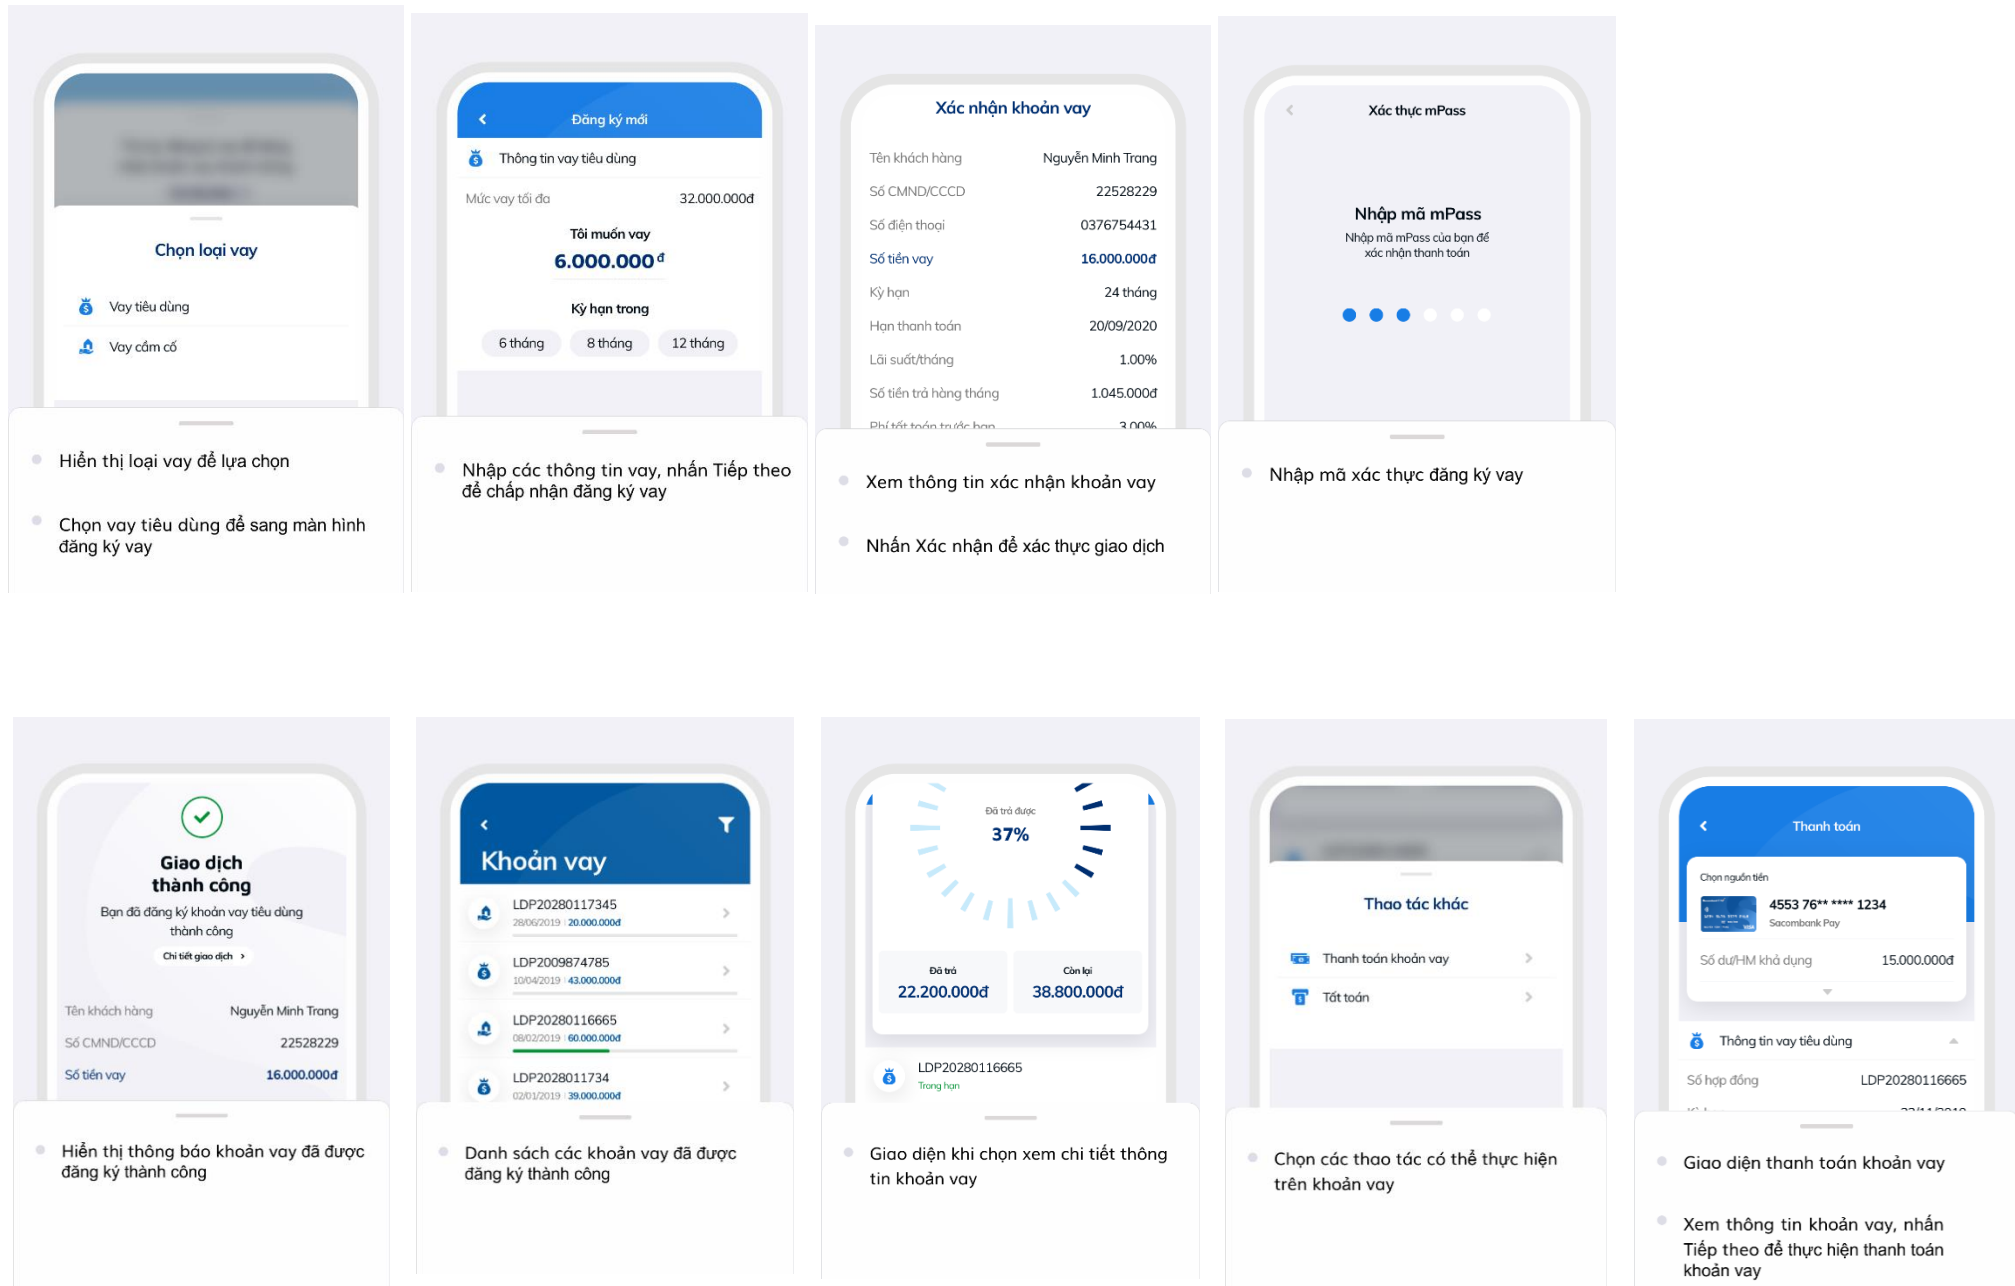 Chọn loại vay
Vay tiêu dùng
Vay cầm cố
Hiển thị loại vay để lựa chọn
Chọn vay tiêu dùng để sang màn hình
đăng ký vay
Đăng ký mới
Thông tin vay tiêu dùng
Mức vay tối đa 32.000.000đ
Tôi muốn vay
6.000.000 đ
Kỳ hạn trong
6 tháng 8 tháng 12 tháng
Nhập các thông tin vay, nhấn Tiếp theo
để chấp nhận đăng ký vay
Xác nhận khoản vay
Tên khách hàng Nguyễn Minh Trang
Số CMND/CCCD 22528229
Số điện thoại 0376754431
Số tiền vay 16.000.000đ
Kỳ hạn 24 tháng
Hạn thanh toán 20/09/2020
Lãi suất/tháng 1.00%
Số tiền trả hàng tháng 1.045.000đ
Phí tất toán trước hạn 3.00%
Xem thông tin xác nhận khoản vay
Nhấn Xác nhận để xác thực giao dịch
Xác thực mPass
Nhập mã mPass
Nhập mã mPass của bạn để
xác nhận thanh toán
Nhập mã xác thực đăng ký vay
Giao dịch
thành công
Bạn đã đăng ký khoản vay tiêu dùng
thành công
Chi tiết giao dịch
Tên khách hàng Nguyễn Minh Trang
Số CMND/CCCD 22528229
Số tiền vay 16.000.000đ
Hiển thị thông báo khoản vay đã được
đăng ký thành công
Khoản vay
LDP20280117345
28/06/2019 | 20.000.000đ
LDP2009874785
10/04/2019 | 43.000.000đ
LDP20280116665
08/02/2019 | 60.000.000đ
LDP2028011734
02/01/2019 | 39.000.000đ
Danh sách các khoản vay đã được
đăng ký thành công
Đã trả được
37%
Đã trả Còn lại
22.200.000đ 38.800.000đ
LDP20280116665
Trong hạn
Giao diện khi chọn xem chi tiết thông
tin khoản vay
Thao tác khác
Thanh toán khoản vay
Tất toán
Chọn các thao tác có thể thực hiện
trên khoản vay
Thanh toán
Chọn nguồn tiền
4553 76** **** 1234
Sacombank Pay
Số dư/HM khả dụng 15.000.000đ
Thông tin vay tiêu dùng
Số hợp đồng LDP20280116665
Giao diện thanh toán khoản vay
Xem thông tin khoản vay, nhấn
Tiếp theo để thực hiện thanh toán
khoản vay